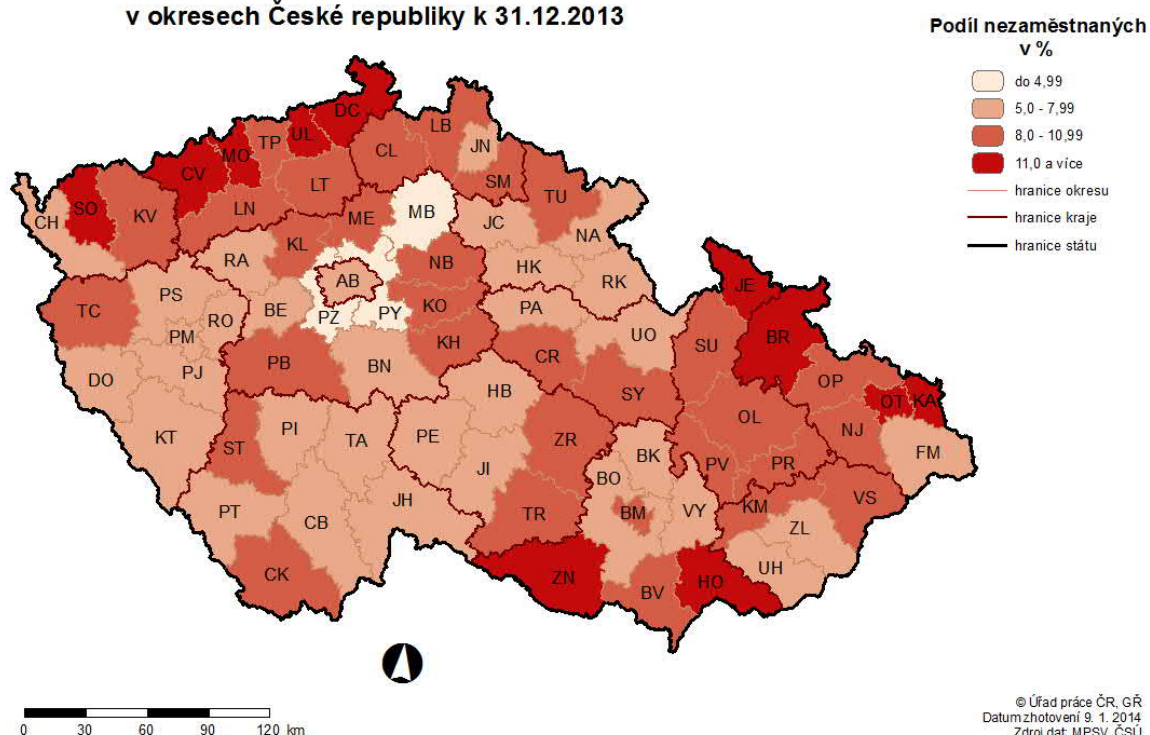 v okresech České republiky k 31.12.2013
Podíl nezaměstnaných
v %
do 4,99
5,0 - 7,99
8,0 - 10,99
11,0 a více
hranice okresu
hranice kraje
hranice státu
DC
UL
LB
TP
MO
JN
CL
CV
SM
LT
TU
SO
LN
MB
KV
ME
CH
JC
NA
KL
RA
NB
HK
AB
RK
JE
PS
KO
TC
BE
PŽ
PY
PA
RO
UO
BR
PM
KH
SU
CR
PB
BN
PJ
OP
DO
HB
SY
OT
KA
OL
PI
TA
PE
NJ
KT
ZR
ST
FM
BK
JI
PV
PR
BO
VS
JH
KM
PT
TR
BM
VY
CB
ZL
UH
CK
ZN
HO
BV
0 30 60 90 120 km
© Úřad práce ČR, GŘ
Datum zhotovení 9. 1. 2014
Zdroj dat: MPSV, ČSÚ